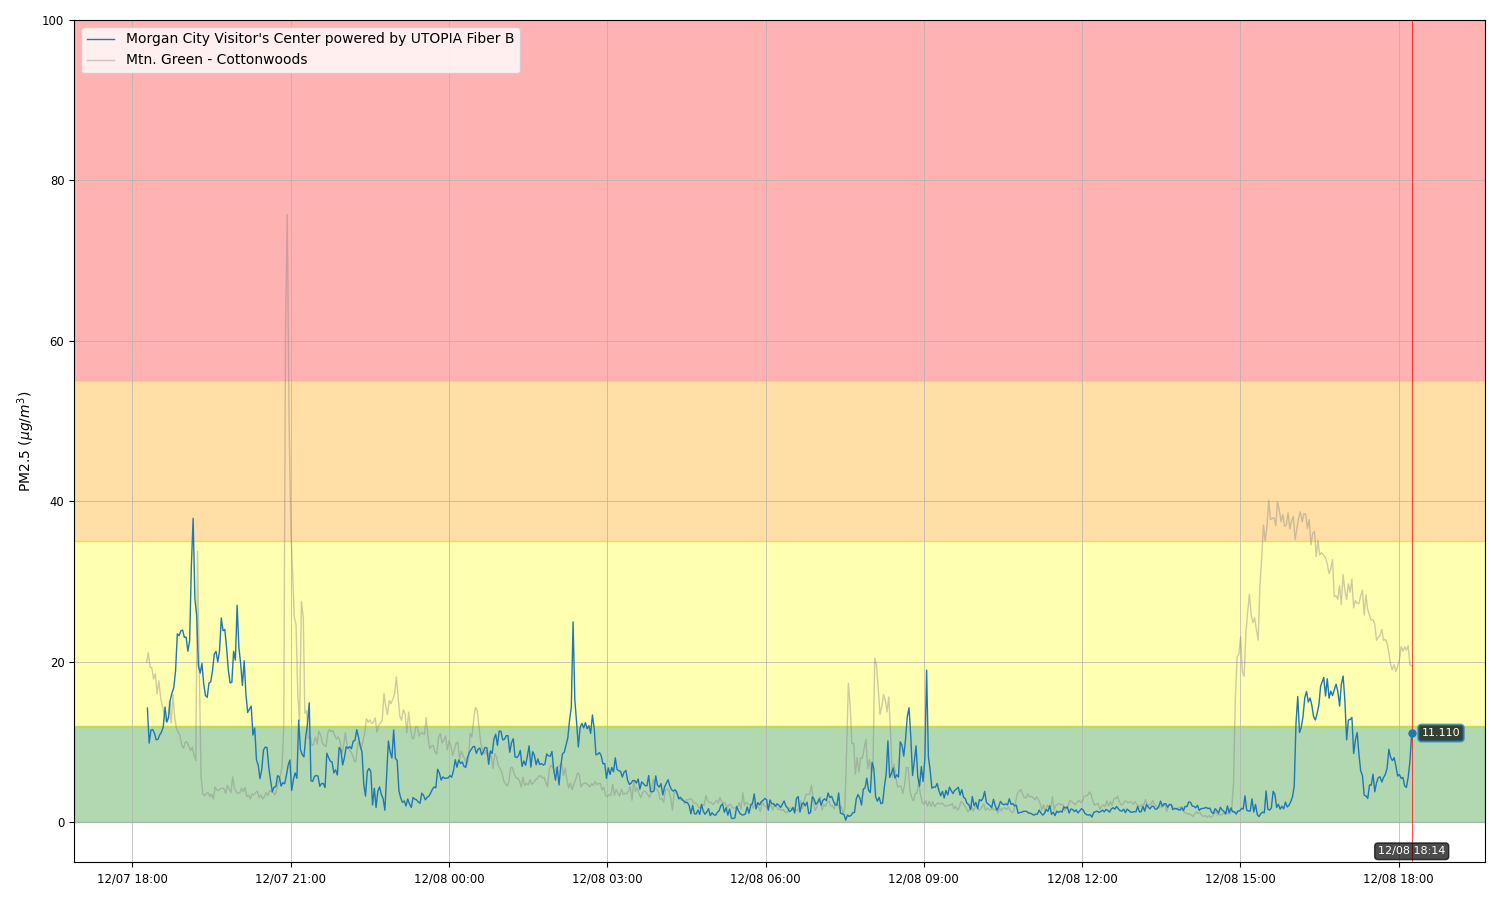 100
Morgan City Visitor's Center powered by UTOPIA Fiber B
Mtn. Green - Cottonwoods
80
60
40
20
0
PM2.5 (μg/m³)
11.110
12/08 18:14
12/07 18:00 12/07 21:00 12/08 00:00 12/08 03:00 12/08 06:00 12/08 09:00 12/08 12:00 12/08 15:00 12/08 18:00